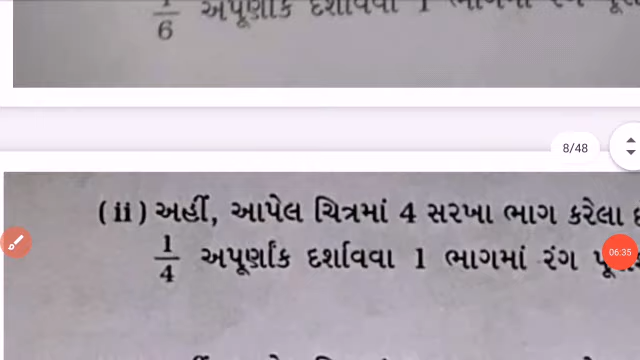 6 અપૂર્ણાંક દર્શાવવા 1 ભાગમાં રંગ
8/48
(ii) અહીં, આપેલ ચિત્રમાં 4 સરખા ભાગ કરેલા
1/4 અપૂર્ણાંક દર્શાવવા 1 ભાગમાં રંગ
06:35